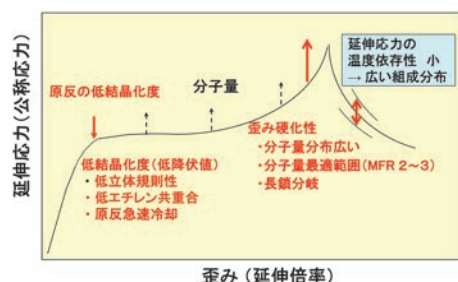 延伸応力(公称応力)
原反の低結晶化度
分子量
延伸応力の
温度依存性 小
→ 広い組成分布
低結晶化度(低降伏値)
・低立体規則性
・低エチレン共重合
・原反急速冷却
歪み硬化性
・分子量分布広い
・分子量最適範囲(MFR 2〜3)
・長鎖分岐
歪み(延伸倍率)